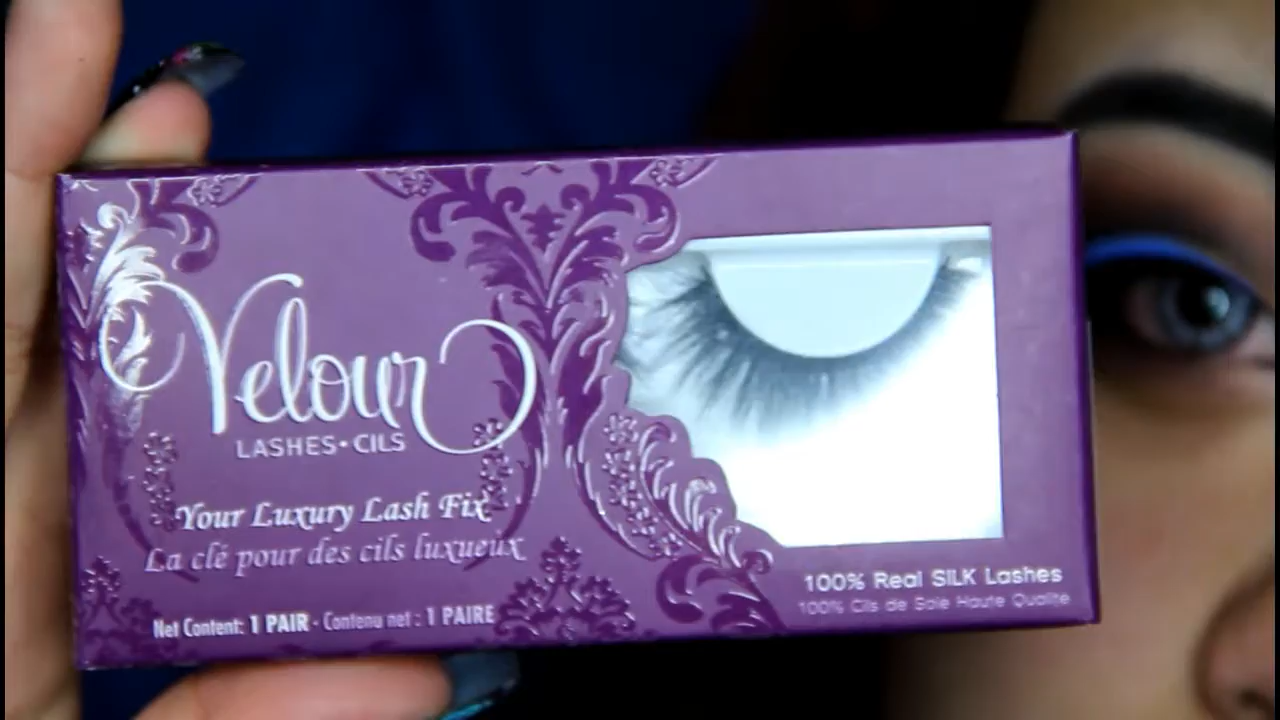 Velour
LASHES • CILS
Your Luxury Lash Fix
La clé pour des cils luxueux
Net Content: 1 PAIR · Contenu net : 1 PAIRE
100% Real SILK Lashes
100% Cils de Soie Haute Qualite